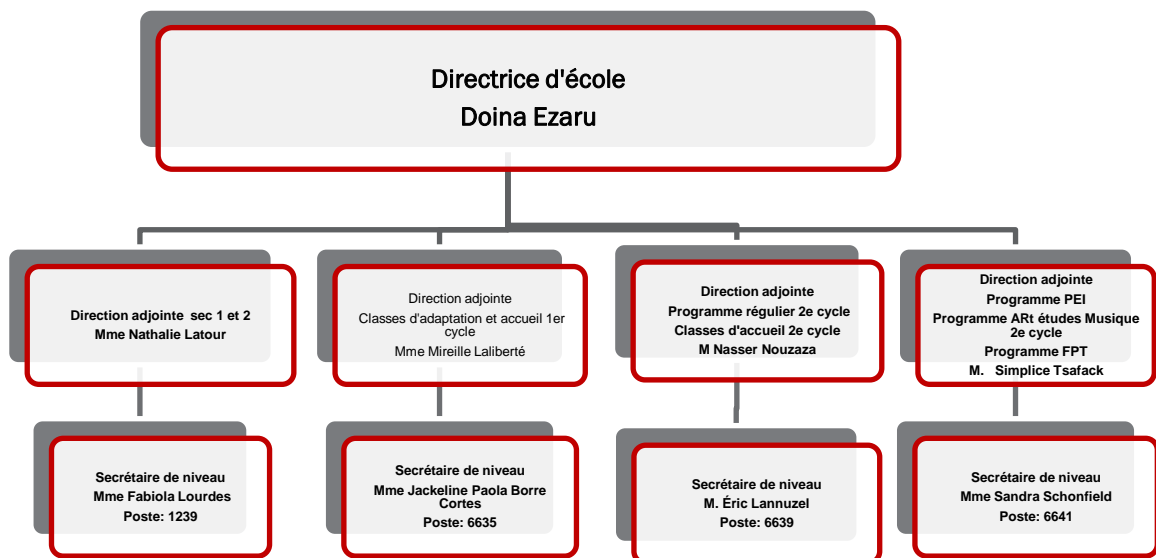 Directrice d'école
Doina Ezaru
Direction adjointe sec 1 et 2
Mme Nathalie Latour
Direction adjointe
Classes d'adaptation et accueil 1er
cycle
Mme Mireille Laliberté
Direction adjointe
Programme régulier 2e cycle
Classes d'accueil 2e cycle
M Nasser Nouzaza
Direction adjointe
Programme PEI
Programme ARt études Musique
2e cycle
Programme FPT
M. Simplice Tsafack
Secrétaire de niveau
Mme Fabiola Lourdes
Poste: 1239
Secrétaire de niveau
Mme Jackeline Paola Borre
Cortes
Poste: 6635
Secrétaire de niveau
M. Éric Lannuzel
Poste: 6639
Secrétaire de niveau
Mme Sandra Schonfield
Poste: 6641